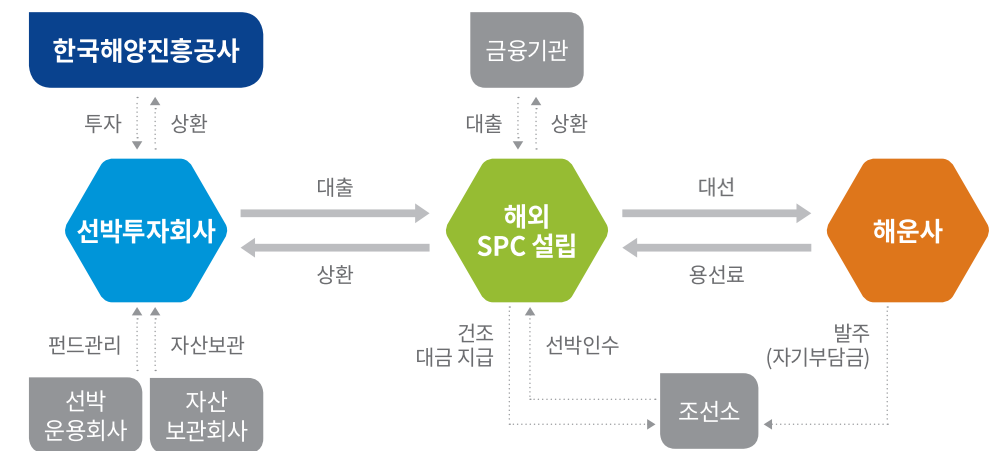 한국해양진흥공사
금융기관
투자
상환
대출
상환
선박투자회사
대출
상환
해외
SPC 설립
대선
용선료
해운사
펀드관리
자산보관
건조
대금 지급
선박인수
발주
(자기부담금)
선박
운용회사
자산
보관회사
조선소